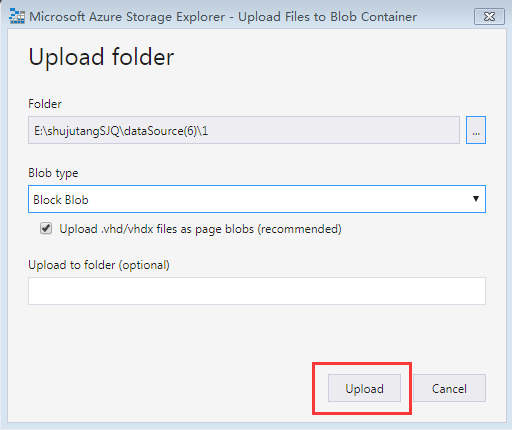 Microsoft Azure Storage Explorer - Upload Files to Blob Container
Upload folder
Folder
E:\shujutangSJQ\dataSource(6)\1
...
Blob type
Block Blob
Upload .vhd/vhdx files as page blobs (recommended)
Upload to folder (optional)
Upload
Cancel